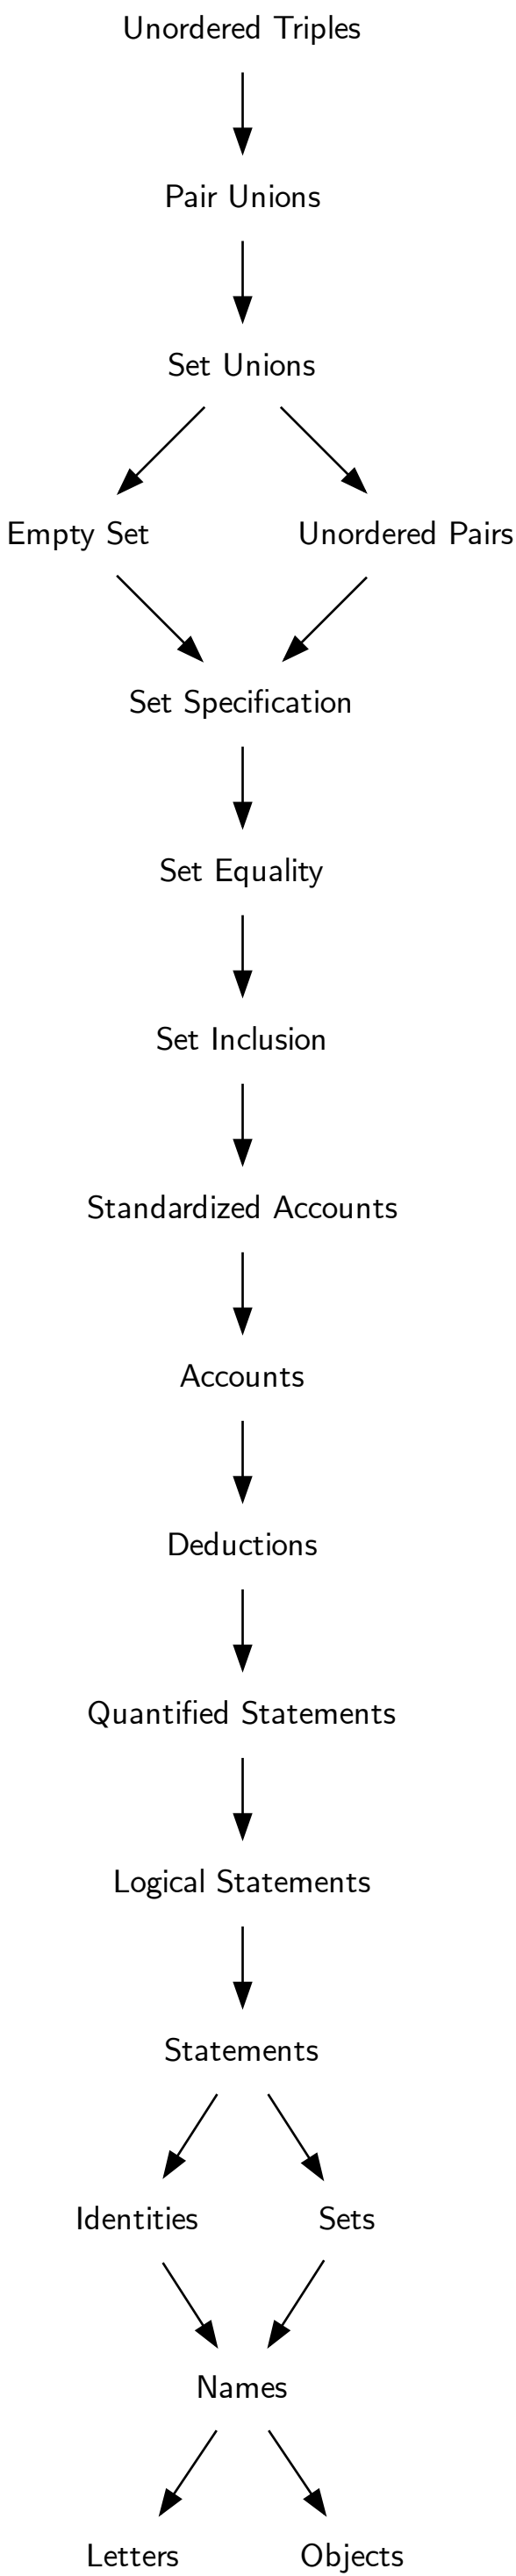 Unordered Triples
Pair Unions
Set Unions
Empty Set
Unordered Pairs
Set Specification
Set Equality
Set Inclusion
Standardized Accounts
Accounts
Deductions
Quantified Statements
Logical Statements
Statements
Identities
Sets
Names
Letters
Objects